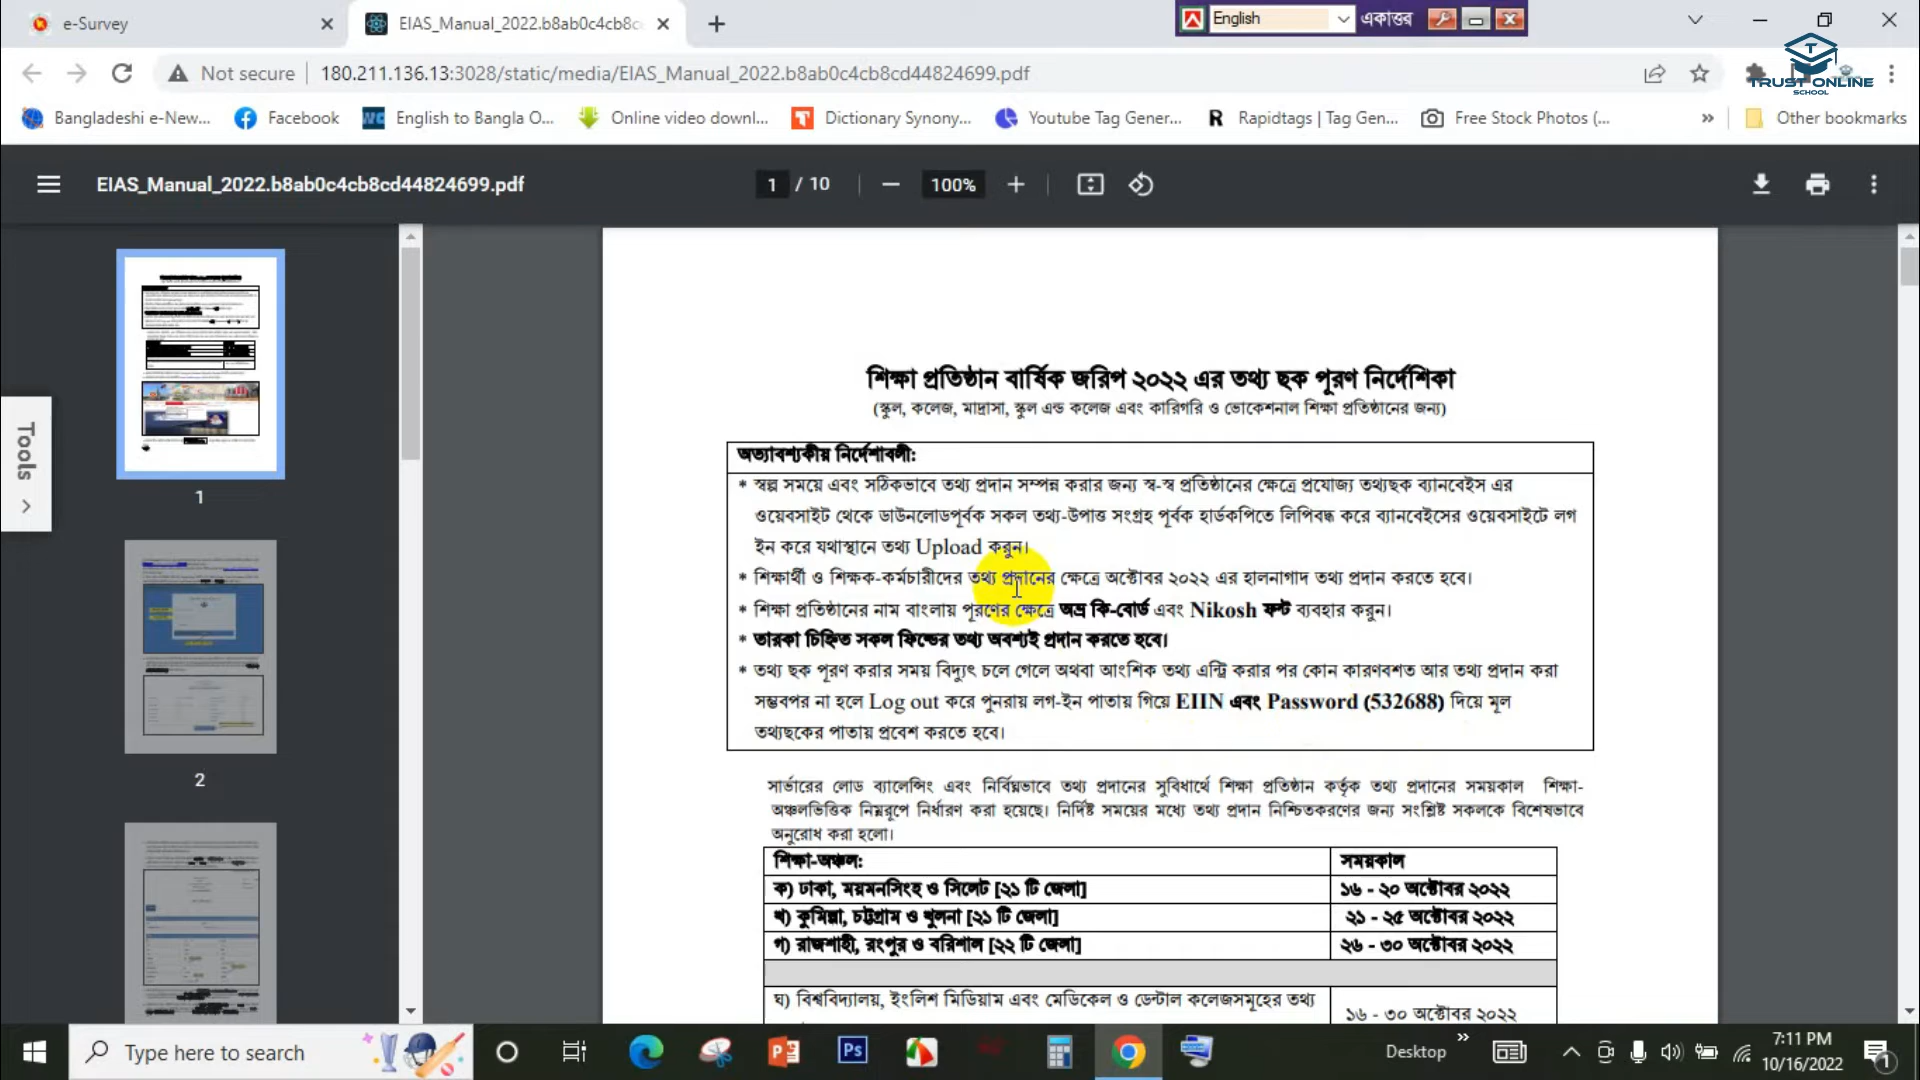 e-Survey
EIAS_Manual_2022.b8ab0c4cb8c
English
একাত্তর
Not secure
180.211.136.13:3028/static/media/EIAS_Manual_2022.b8ab0c4cb8cd44824699.pdf
TRUST ONLINE
SCHOOL
Bangladeshi e-New...
Facebook
English to Bangla O...
Online video downl...
Dictionary Synony...
Youtube Tag Gener...
Rapidtags | Tag Gen...
Free Stock Photos (...
Other bookmarks
EIAS_Manual_2022.b8ab0c4cb8cd44824699.pdf
1 / 10
100%
Tools
1
2
শিক্ষা প্রতিষ্ঠান বার্ষিক জরিপ ২০২২ এর তথ্য ছক পূরণ নির্দেশিকা
(স্কুল, কলেজ, মাদ্রাসা, স্কুল এন্ড কলেজ এবং কারিগরি ও ভোকেশনাল শিক্ষা প্রতিষ্ঠানের জন্য)
অত্যাবশ্যকীয় নির্দেশাবলী:
* স্বল্প সময়ে এবং সঠিকভাবে তথ্য প্রদান সম্পন্ন করার জন্য স্ব-স্ব প্রতিষ্ঠানের ক্ষেত্রে প্রযোজ্য তথ্যছক ব্যানবেইস এর
ওয়েবসাইট থেকে ডাউনলোডপূর্বক সকল তথ্য-উপাত্ত সংগ্রহ পূর্বক হার্ডকপিতে লিপিবদ্ধ করে ব্যানবেইসের ওয়েবসাইটে লগ
ইন করে যথাস্থানে তথ্য Upload করুন।
* শিক্ষার্থী ও শিক্ষক-কর্মচারীদের তথ্য প্রদানের ক্ষেত্রে অক্টোবর ২০২২ এর হালনাগাদ তথ্য প্রদান করতে হবে।
* শিক্ষা প্রতিষ্ঠানের নাম বাংলায় পূরণের ক্ষেত্রে অভ্র কি-বোর্ড এবং Nikosh ফন্ট ব্যবহার করুন।
* তারকা চিহ্নিত সকল ফিল্ডের তথ্য অবশ্যই প্রদান করতে হবে।
* তথ্য ছক পূরণ করার সময় বিদ্যুৎ চলে গেলে অথবা আংশিক তথ্য এন্ট্রি করার পর কোন কারণবশত আর তথ্য প্রদান করা
সম্ভবপর না হলে Log out করে পুনরায় লগ-ইন পাতায় গিয়ে EIIN এবং Password (532688) দিয়ে মূল
তথ্যছকের পাতায় প্রবেশ করতে হবে।
সার্ভারের লোড ব্যালেন্সিং এবং নির্বিঘ্নভাবে তথ্য প্রদানের সুবিধার্থে শিক্ষা প্রতিষ্ঠান কর্তৃক তথ্য প্রদানের সময়কাল শিক্ষা-
অঞ্চলভিত্তিক নিম্নরূপে নির্ধারণ করা হয়েছে। নির্দিষ্ট সময়ের মধ্যে তথ্য প্রদান নিশ্চিতকরণের জন্য সংশ্লিষ্ট সকলকে বিশেষভাবে
অনুরোধ করা হলো।
শিক্ষা-অঞ্চল: সময়কাল
ক) ঢাকা, ময়মনসিংহ ও সিলেট [২১ টি জেলা] ১৬ - ২০ অক্টোবর ২০২২
খ) কুমিল্লা, চট্টগ্রাম ও খুলনা [২১ টি জেলা] ২১ - ২৫ অক্টোবর ২০২২
গ) রাজশাহী, রংপুর ও বরিশাল [২২ টি জেলা] ২৬ - ৩০ অক্টোবর ২০২২
ঘ) বিশ্ববিদ্যালয়, ইংলিশ মিডিয়াম এবং মেডিকেল ও ডেন্টাল কলেজসমূহের তথ্য
১৬ - ৩০ অক্টোবর ২০২২
Type here to search
Desktop
7:11 PM
10/16/2022
1